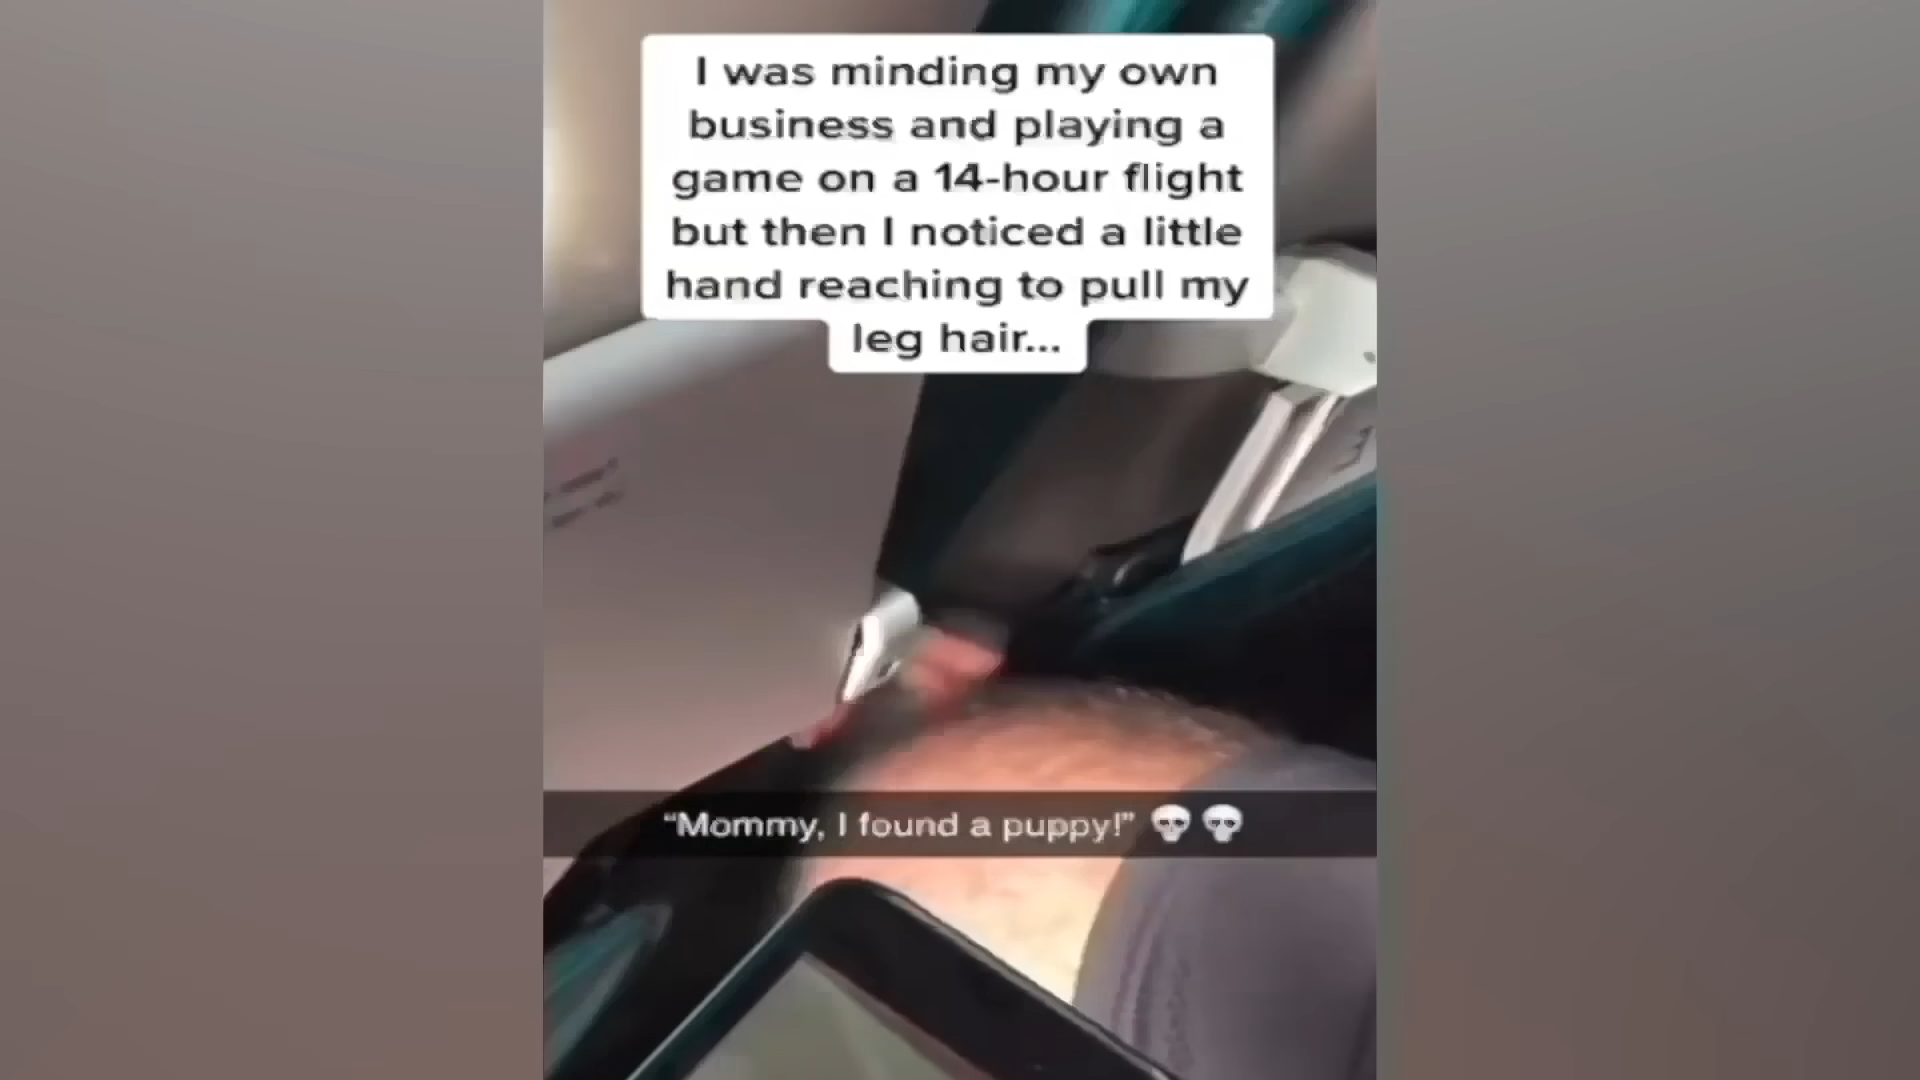 I was minding my own
business and playing a
game on a 14-hour flight
but then I noticed a little
hand reaching to pull my
leg hair...
“Mommy, I found a puppy!” 💀💀